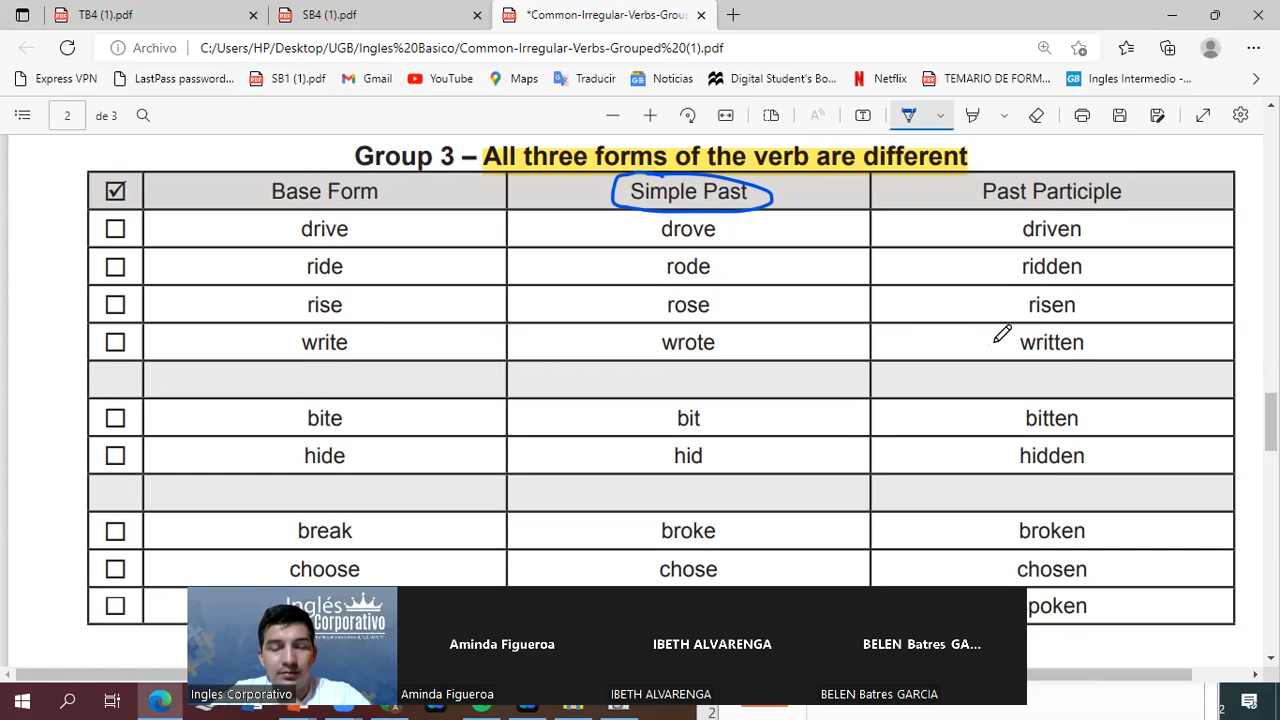 TB4 (1).pdf
SB4 (1).pdf
*Common-Irregular-Verbs-Grou
Archivo
C:/Users/HP/Desktop/UGB/Ingles%20Basico/Common-Irregular-Verbs-Grouped%20(1).pdf
Express VPN
LastPass password...
SB1 (1).pdf
Gmail
YouTube
Maps
Traducir
Noticias
Digital Student's Bo...
Netflix
TEMARIO DE FORM...
Ingles Intermedio -...
2
de 3
Group 3 – All three forms of the verb are different
Base Form Simple Past Past Participle
drive drove driven
ride rode ridden
rise rose risen
write wrote written
bite bit bitten
hide hid hidden
break broke broken
choose chose chosen
poken
Inglés
Corporativo
Ingles Corporativo
Aminda Figueroa
Aminda Figueroa
IBETH ALVARENGA
IBETH ALVARENGA
BELEN Batres GA...
BELEN Batres GARCIA
2
2